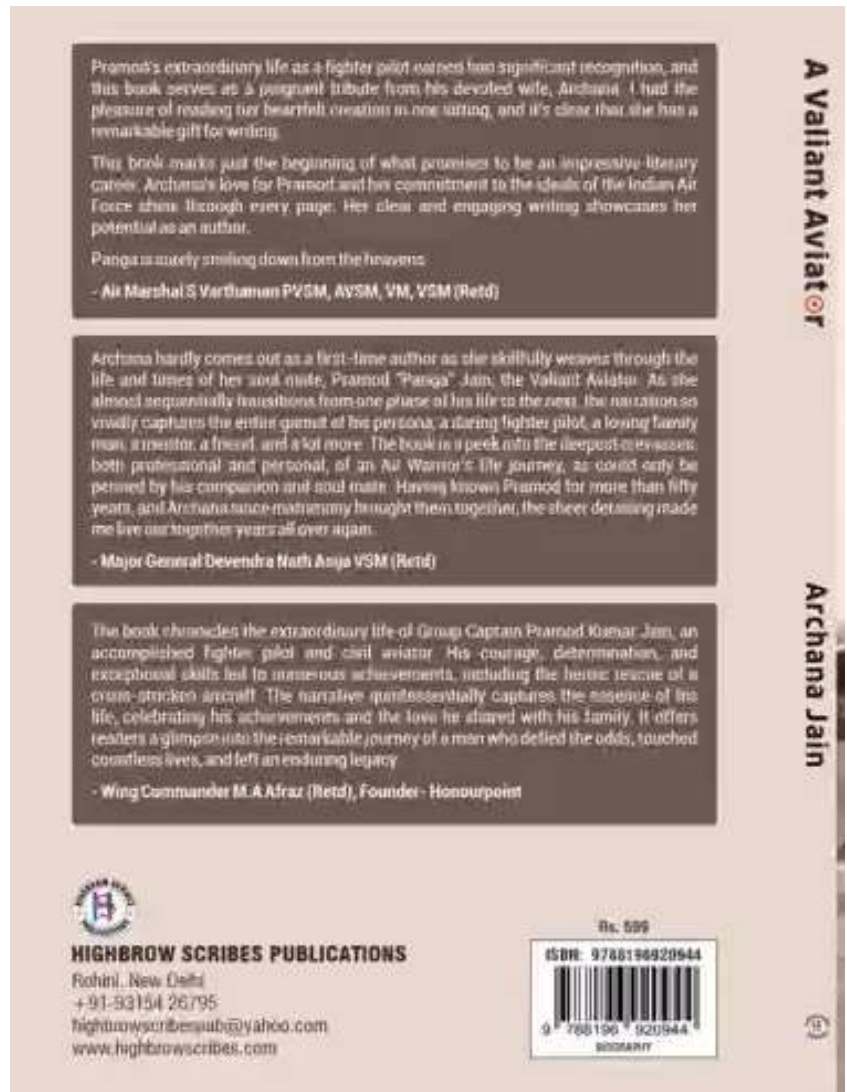 Pramod's extraordinary life as a fighter pilot earned him significant recognition, and
this book serves as a poignant tribute from his devoted wife, Archana. I had the
pleasure of reading her heartfelt creation in one sitting, and it's clear that she has a
remarkable gift for writing.
This book marks just the beginning of what promises to be an impressive literary
career. Archana's love for Pramod and her commitment to the ideals of the Indian Air
Force shine through every page. Her clear and engaging writing showcases her
potential as an author.
Panga is surely smiling down from the heavens.
- Air Marshal S Varthaman PVSM, AVSM, VM, VSM (Retd)
Archana hardly comes out as a first-time author as she skillfully weaves through the
life and times of her soul mate, Pramod "Panga" Jain, the Valiant Aviator. As she
almost sequentially transitions from one phase of his life to the next, the narration so
vividly captures the entire gamut of his persona, a daring fighter pilot, a loving family
man, a mentor, a friend, and a lot more. The book is a peek into the deepest crevasses,
both professional and personal, of an Air Warrior's life journey, as could only be
penned by his companion and soul mate. Having known Pramod for more than fifty
years, and Archana since matrimony brought them together, the sheer detailing made
me live our together years all over again.
- Major General Devendra Nath Asija VSM (Retd)
The book chronicles the extraordinary life of Group Captain Pramod Kumar Jain, an
accomplished fighter pilot and civil aviator. His courage, determination, and
exceptional skills led to numerous achievements, including the heroic rescue of a
crisis-stricken aircraft. The narrative quintessentially captures the essence of his
life, celebrating his achievements and the love he shared with his family. It offers
readers a glimpse into the remarkable journey of a man who defied the odds, touched
countless lives, and left an enduring legacy.
- Wing Commander M.A Afraz (Retd), Founder- Honourpoint
HIGHBROW SCRIBES PUBLICATIONS
Rohini, New Delhi
+91-93154 26795
highbrowscribespub@yahoo.com
www.highbrowscribes.com
Rs. 599
ISBN: 9788196920944
9 788196 920944
BIOGRAPHY
A Valiant Aviator
Archana Jain